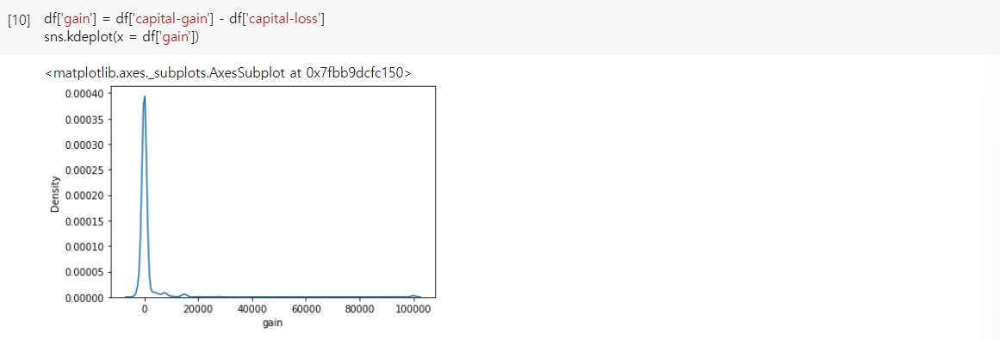 [10] df['gain'] = df['capital-gain'] - df['capital-loss']
sns.kdeplot(x = df['gain'])
<matplotlib.axes._subplots.AxesSubplot at 0x7fbb9dcfc150>
0.00040
0.00035
0.00030
0.00025
0.00020
0.00015
0.00010
0.00005
0.00000
Density
0 20000 40000 60000 80000 100000
gain